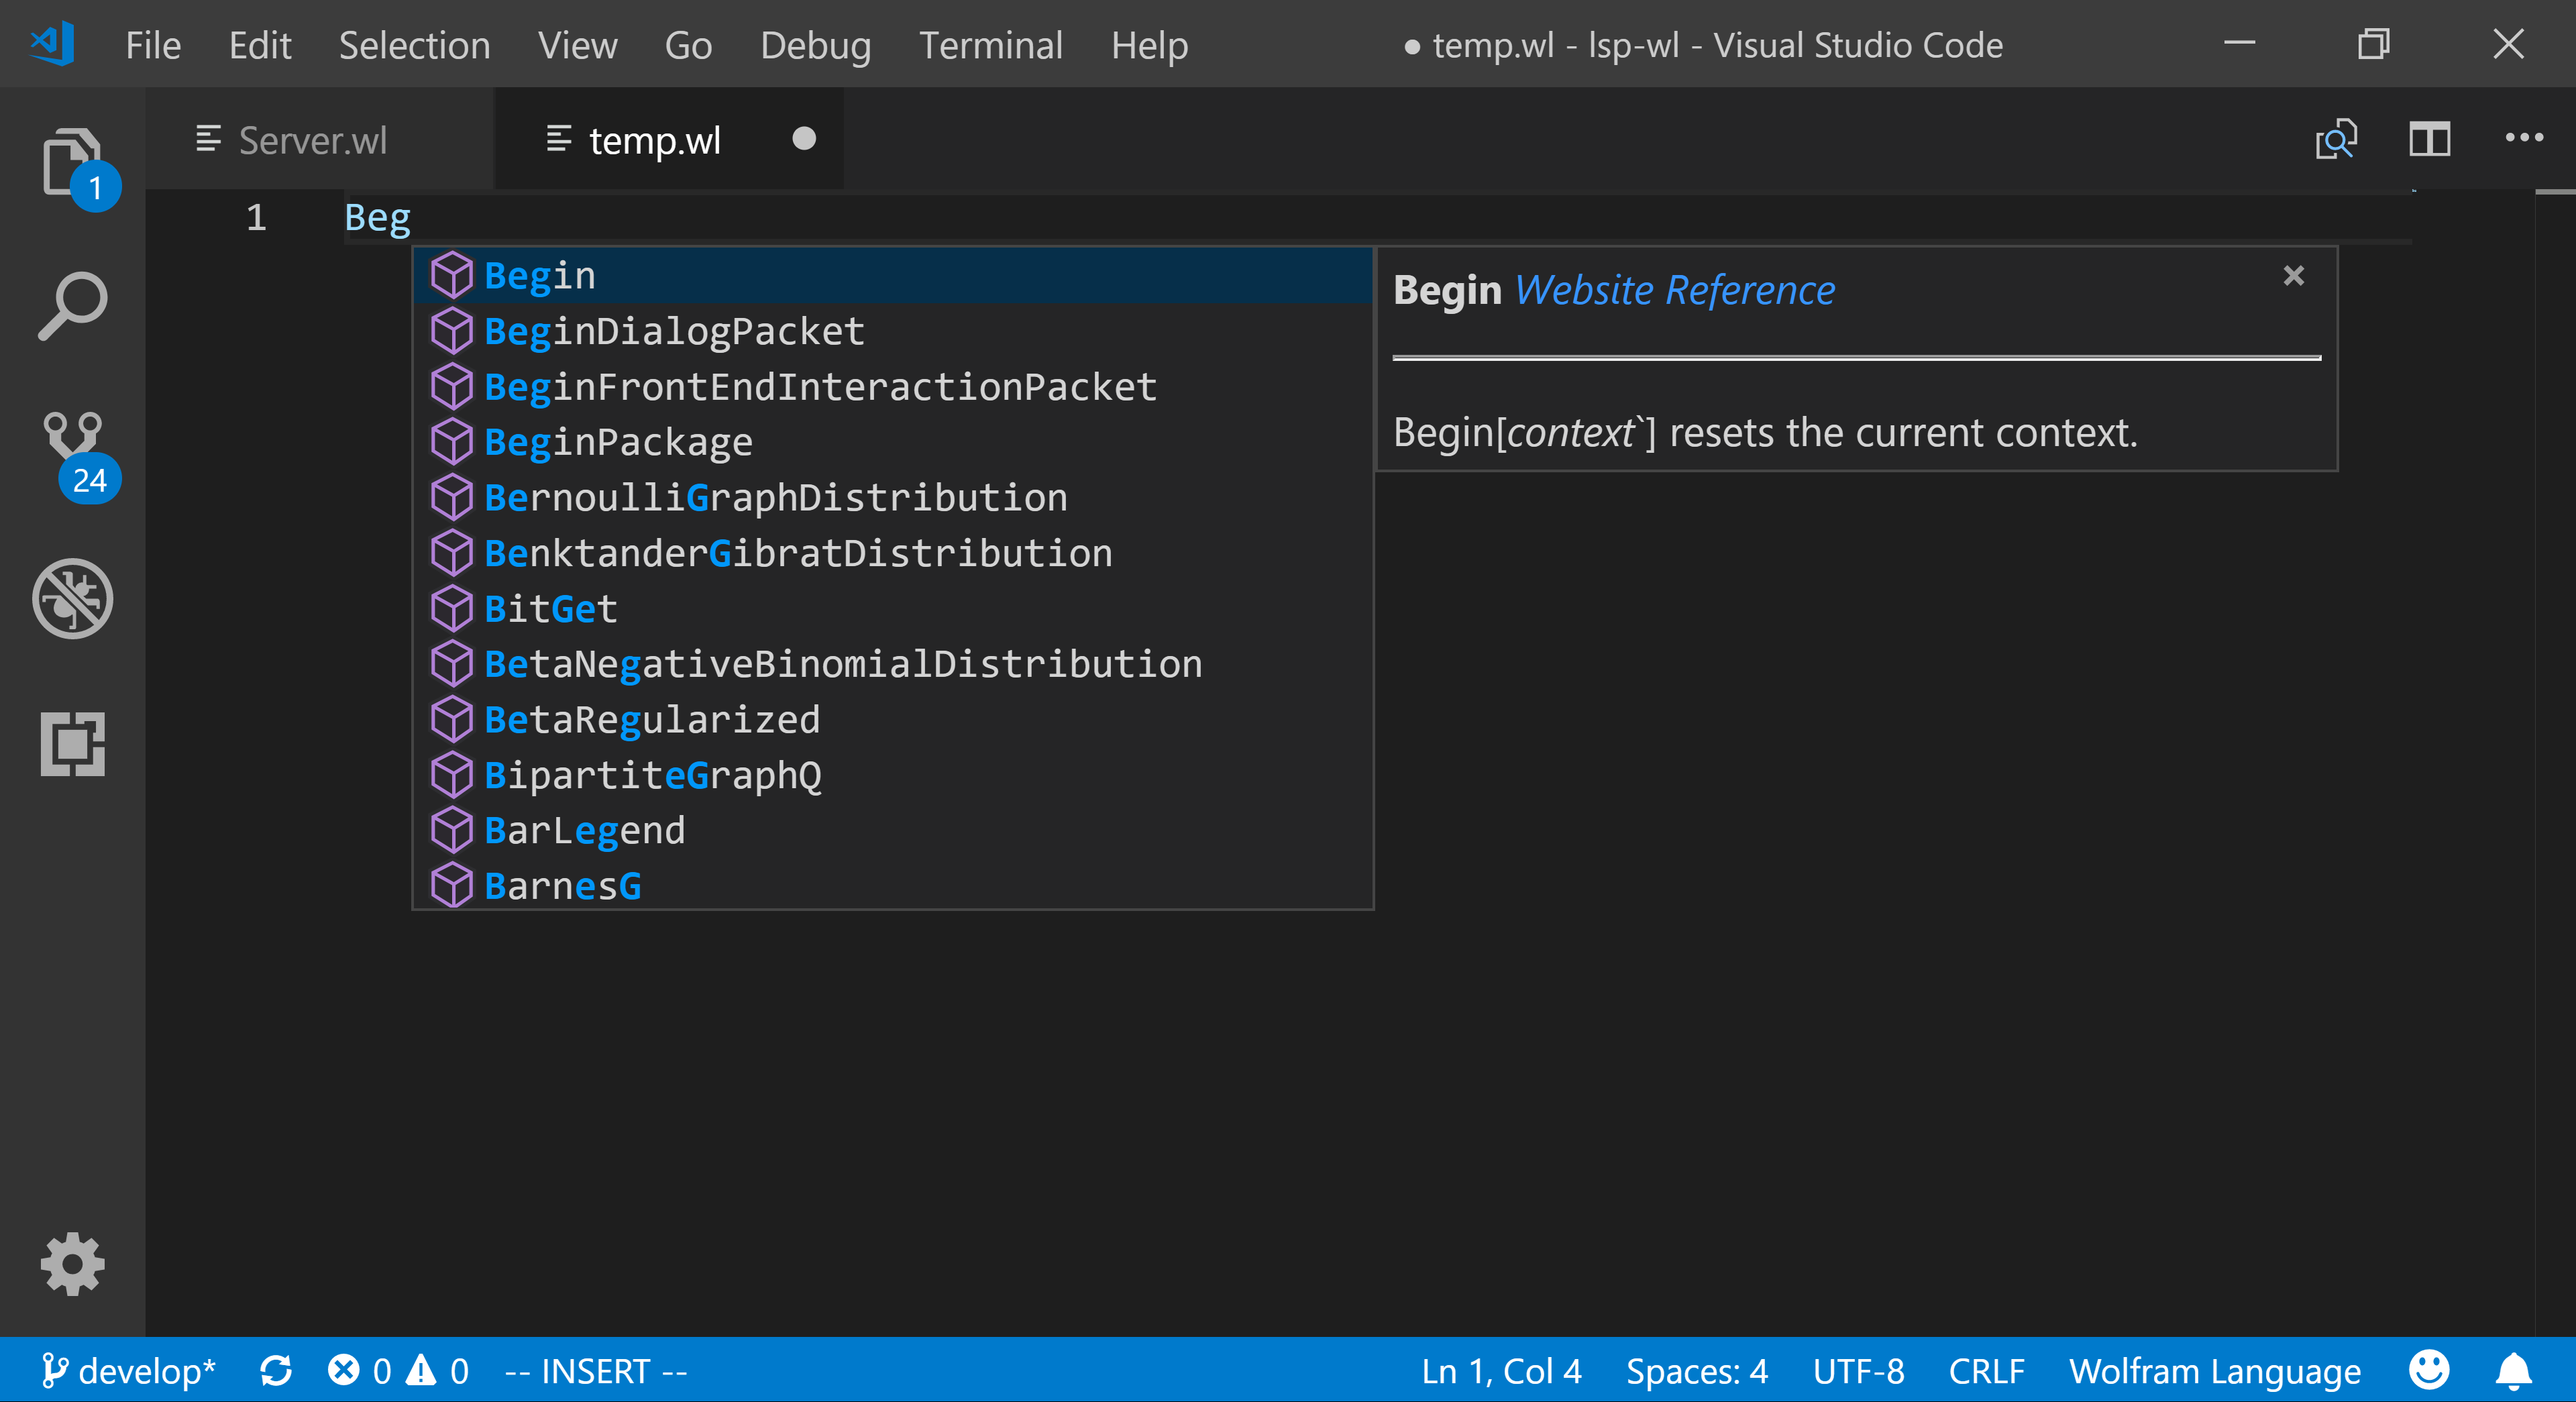 File Edit Selection View Go Debug Terminal Help ● temp.wl - lsp-wl - Visual Studio Code
Server.wl temp.wl
1
1 Beg
Begin
BeginDialogPacket
BeginFrontEndInteractionPacket
BeginPackage
BernoulliGraphDistribution
BenktanderGibratDistribution
BitGet
BetaNegativeBinomialDistribution
BetaRegularized
BipartiteGraphQ
BarLegend
BarnesG
Begin Website Reference
Begin[context`] resets the current context.
24
develop* 0 0 -- INSERT -- Ln 1, Col 4 Spaces: 4 UTF-8 CRLF Wolfram Language